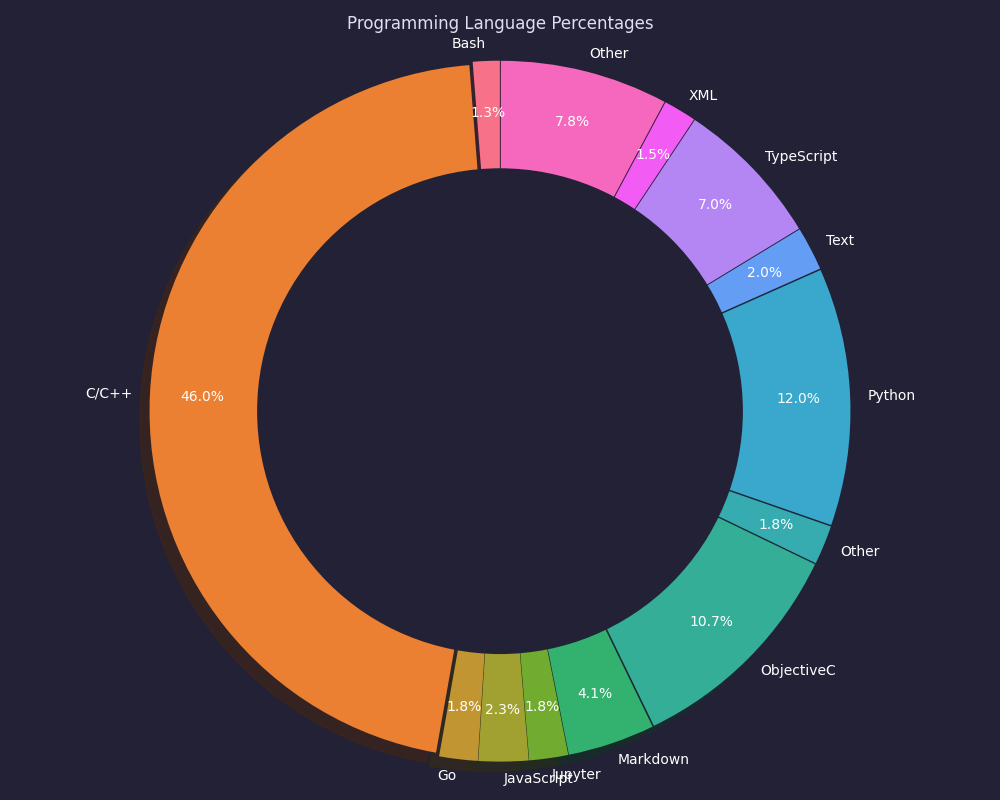 Programming Language Percentages
Bash
1.3%
C/C++
46.0%
Go
1.8%
JavaScript
2.3%
Jupyter
1.8%
Markdown
4.1%
ObjectiveC
10.7%
Other
1.8%
Python
12.0%
Text
2.0%
TypeScript
7.0%
XML
1.5%
Other
7.8%